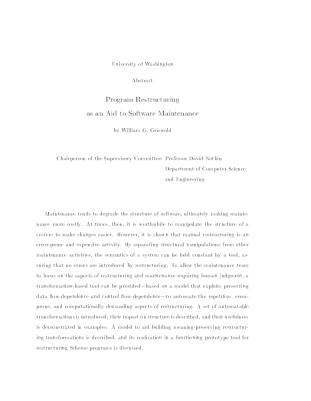 University of Washington
Abstract
Program Restructuring
as an Aid to Software Maintenance
by William G. Griswold
Chairperson of the Supervisory Committee: Professor David Notkin
Department of Computer Science
and Engineering
Maintenance tends to degrade the structure of software, ultimately making mainte-
nance more costly. At times, then, it is worthwhile to manipulate the structure of a
system to make changes easier. However, it is shown that manual restructuring is an
error-prone and expensive activity. By separating structural manipulations from other
maintenance activities, the semantics of a system can be held constant by a tool, as-
suring that no errors are introduced by restructuring. To allow the maintenance team
to focus on the aspects of restructuring and maintenance requiring human judgment, a
transformation-based tool can be provided—based on a model that exploits preserving
data flow-dependence and control flow-dependence—to automate the repetitive, error-
prone, and computationally demanding aspects of restructuring. A set of automatable
transformations is introduced; their impact on structure is described, and their usefulness
is demonstrated in examples. A model to aid building meaning-preserving restructur-
ing transformations is described, and its realization in a functioning prototype tool for
restructuring Scheme programs is discussed.